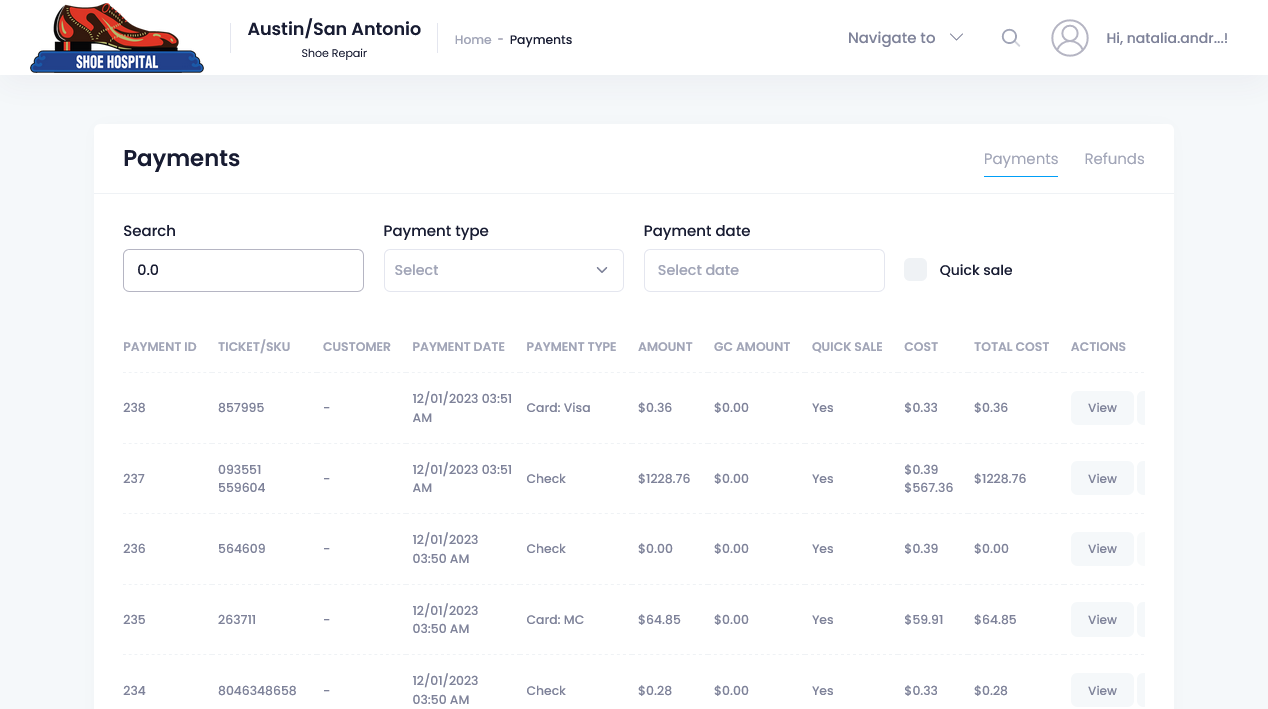 SHOE HOSPITAL
Austin/San Antonio
Shoe Repair
Home - Payments
Navigate to
Hi, natalia.andr...!
Payments
Payments Refunds
Search Payment type Payment date
0.0 Select Select date Quick sale
PAYMENT ID TICKET/SKU CUSTOMER PAYMENT DATE PAYMENT TYPE AMOUNT GC AMOUNT QUICK SALE COST TOTAL COST ACTIONS
238 857995 - 12/01/2023 03:51 AM Card: Visa $0.36 $0.00 Yes $0.33 $0.36 View
237 093551 559604 - 12/01/2023 03:51 AM Check $1228.76 $0.00 Yes $0.39 $567.36 $1228.76 View
236 564609 - 12/01/2023 03:50 AM Check $0.00 $0.00 Yes $0.39 $0.00 View
235 263711 - 12/01/2023 03:50 AM Card: MC $64.85 $0.00 Yes $59.91 $64.85 View
234 8046348658 - 12/01/2023 03:50 AM Check $0.28 $0.00 Yes $0.33 $0.28 View